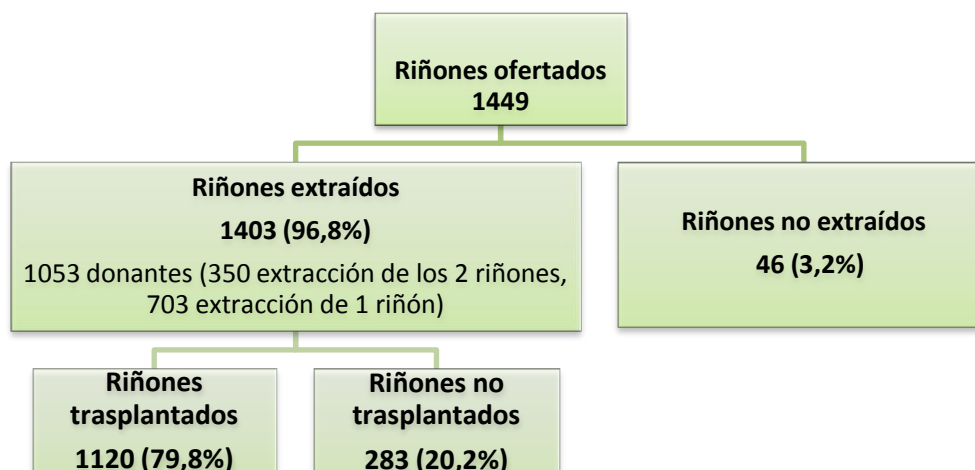 Riñones ofertados
1449
Riñones extraídos
1403 (96,8%)
1053 donantes (350 extracción de los 2 riñones,
703 extracción de 1 riñón)
Riñones no extraídos
46 (3,2%)
Riñones
trasplantados
1120 (79,8%)
Riñones no
trasplantados
283 (20,2%)